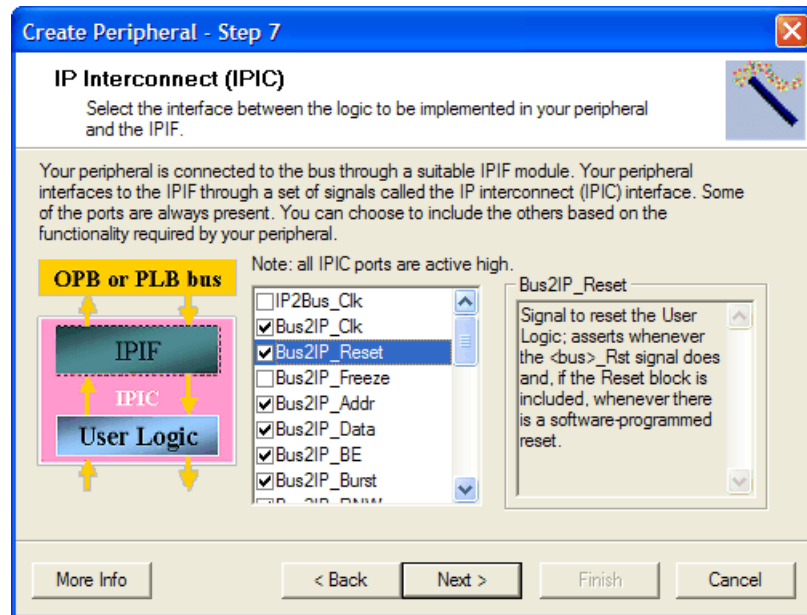 Create Peripheral - Step 7
IP Interconnect (IPIC)
Select the interface between the logic to be implemented in your peripheral
and the IPIF.
Your peripheral is connected to the bus through a suitable IPIF module. Your peripheral
interfaces to the IPIF through a set of signals called the IP interconnect (IPIC) interface. Some
of the ports are always present. You can choose to include the others based on the
functionality required by your peripheral.
OPB or PLB bus
IPIF
IPIC
User Logic
Note: all IPIC ports are active high.
IP2Bus_Clk
Bus2IP_Clk
Bus2IP_Reset
Bus2IP_Freeze
Bus2IP_Addr
Bus2IP_Data
Bus2IP_BE
Bus2IP_Burst
Bus2IP_Reset
Signal to reset the User
Logic; asserts whenever
the <bus>_Rst signal does
and, if the Reset block is
included, whenever there
is a software-programmed
reset.
More Info
< Back
Next >
Finish
Cancel